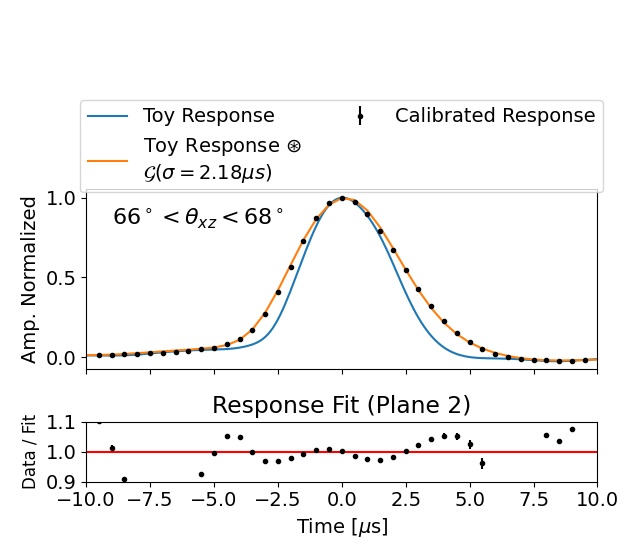 Toy Response
Calibrated Response
Toy Response ⊛
𝒢(σ = 2.18μs)
66° < θxz < 68°
Amp. Normalized
1.0
0.5
0.0
Response Fit (Plane 2)
Data / Fit
1.1
1.0
0.9
−10.0 −7.5 −5.0 −2.5 0.0 2.5 5.0 7.5 10.0
Time [μs]